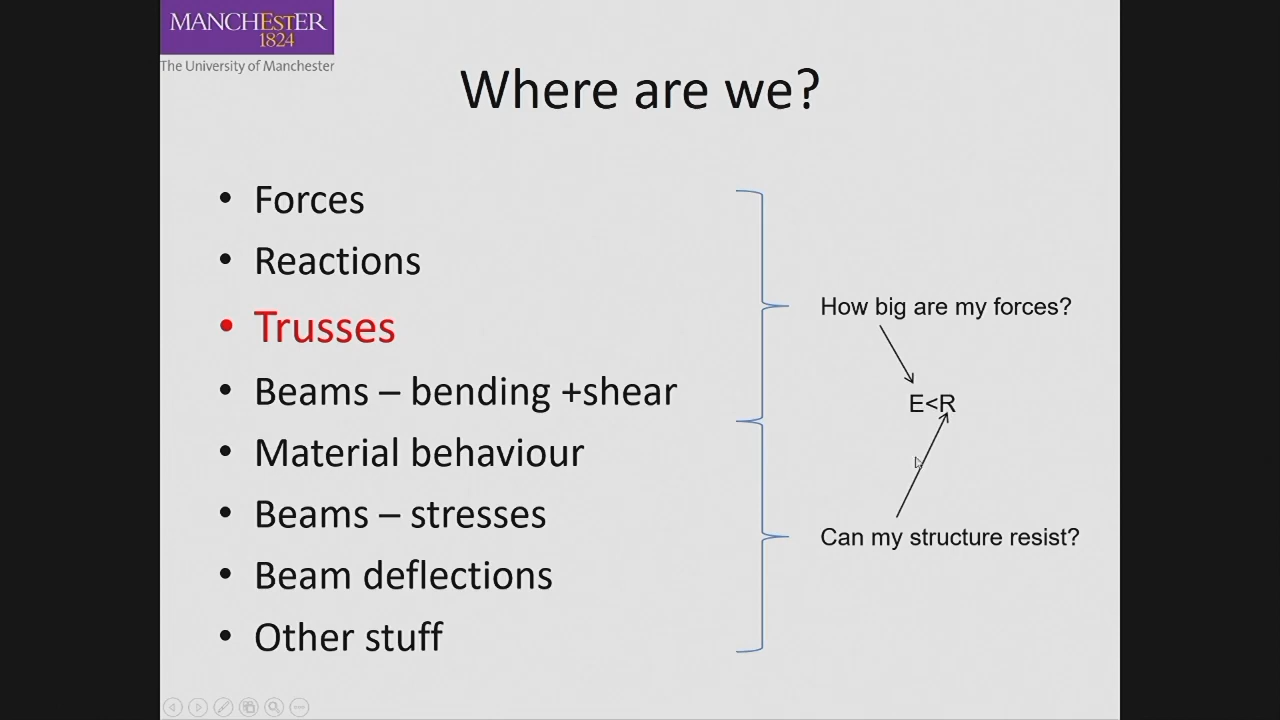 MANCHESTER
1824
The University of Manchester
Where are we?
• Forces
• Reactions
• Trusses
• Beams – bending +shear
• Material behaviour
• Beams – stresses
• Beam deflections
• Other stuff
How big are my forces?
E<R
Can my structure resist?